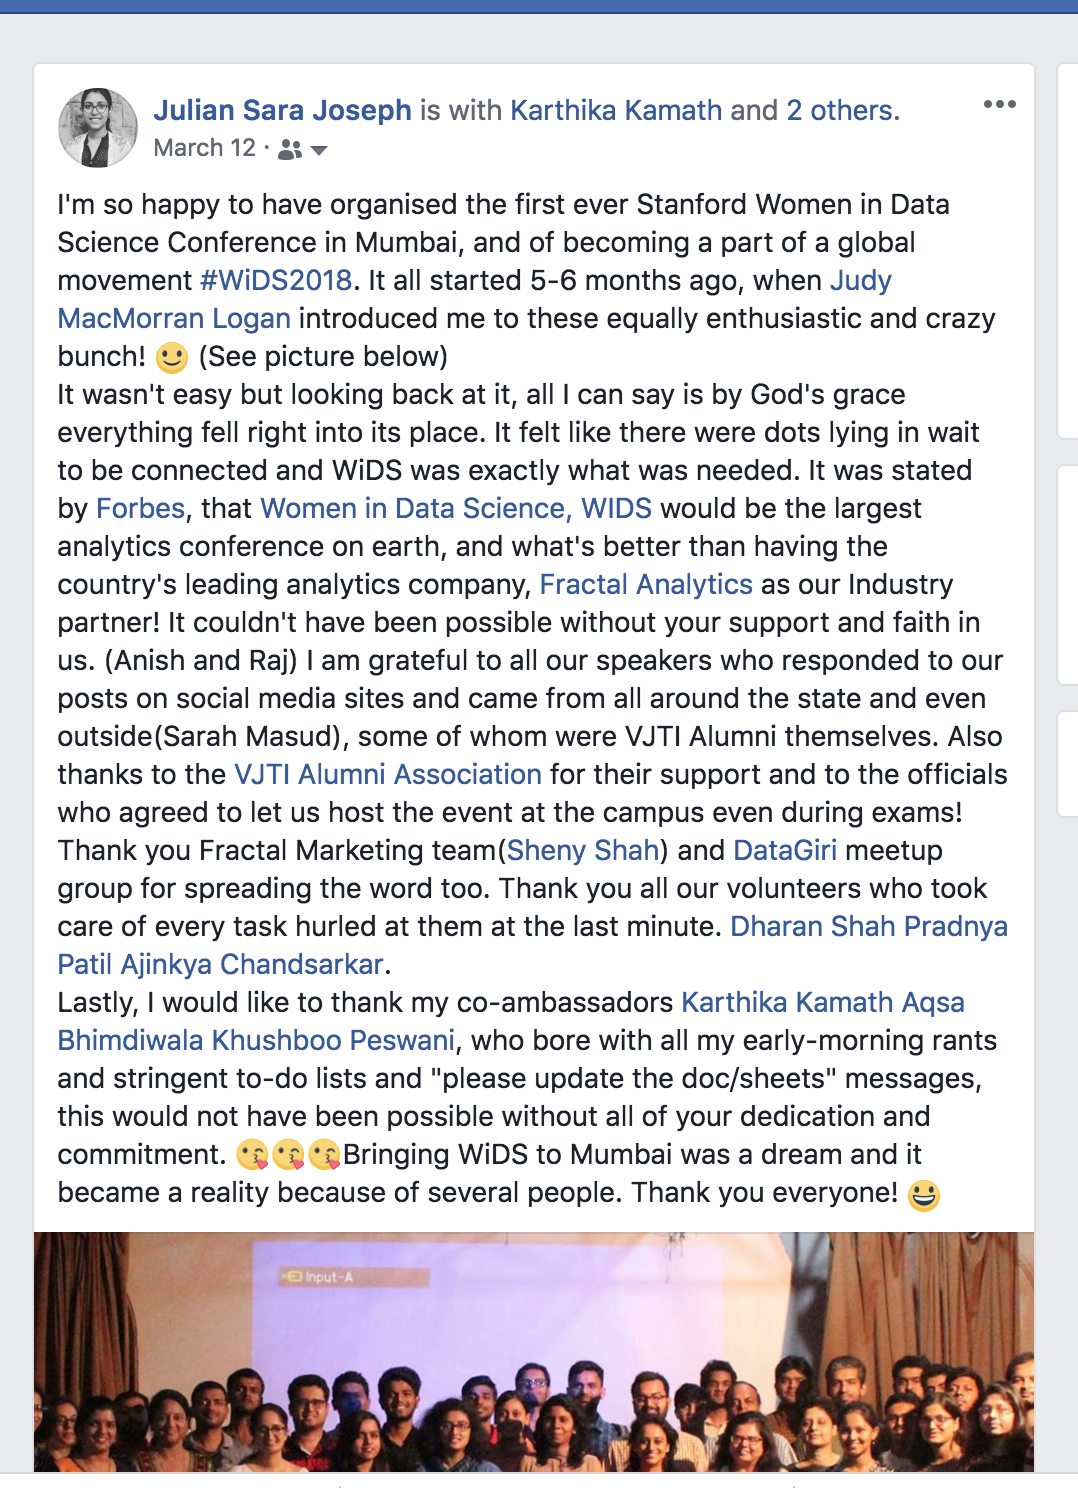 Julian Sara Joseph is with Karthika Kamath and 2 others.
March 12 ·
I'm so happy to have organised the first ever Stanford Women in Data
Science Conference in Mumbai, and of becoming a part of a global
movement #WiDS2018. It all started 5-6 months ago, when Judy
MacMorran Logan introduced me to these equally enthusiastic and crazy
bunch! 🙂 (See picture below)
It wasn't easy but looking back at it, all I can say is by God's grace
everything fell right into its place. It felt like there were dots lying in wait
to be connected and WiDS was exactly what was needed. It was stated
by Forbes, that Women in Data Science, WIDS would be the largest
analytics conference on earth, and what's better than having the
country's leading analytics company, Fractal Analytics as our Industry
partner! It couldn't have been possible without your support and faith in
us. (Anish and Raj) I am grateful to all our speakers who responded to our
posts on social media sites and came from all around the state and even
outside(Sarah Masud), some of whom were VJTI Alumni themselves. Also
thanks to the VJTI Alumni Association for their support and to the officials
who agreed to let us host the event at the campus even during exams!
Thank you Fractal Marketing team(Sheny Shah) and DataGiri meetup
group for spreading the word too. Thank you all our volunteers who took
care of every task hurled at them at the last minute. Dharan Shah Pradnya
Patil Ajinkya Chandsarkar.
Lastly, I would like to thank my co-ambassadors Karthika Kamath Aqsa
Bhimdiwala Khushboo Peswani, who bore with all my early-morning rants
and stringent to-do lists and "please update the doc/sheets" messages,
this would not have been possible without all of your dedication and
commitment. 😘😘😘Bringing WiDS to Mumbai was a dream and it
became a reality because of several people. Thank you everyone! 😀
Input-A